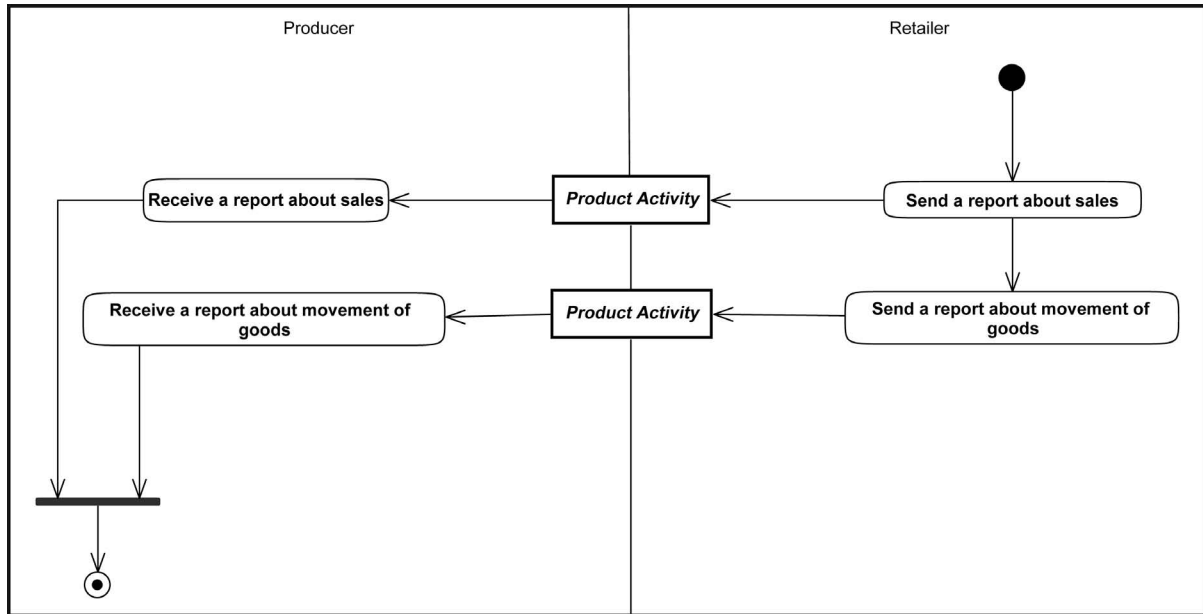 Producer
Retailer
Receive a report about sales
Product Activity
Send a report about sales
Receive a report about movement of
goods
Product Activity
Send a report about movement of
goods